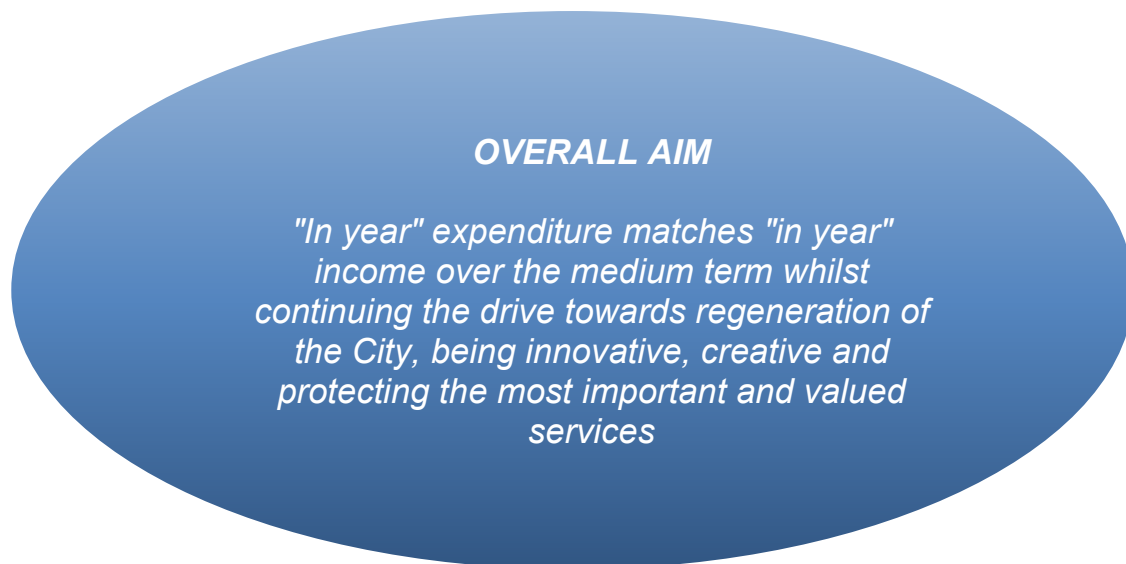 OVERALL AIM
"In year" expenditure matches "in year"
income over the medium term whilst
continuing the drive towards regeneration of
the City, being innovative, creative and
protecting the most important and valued
services